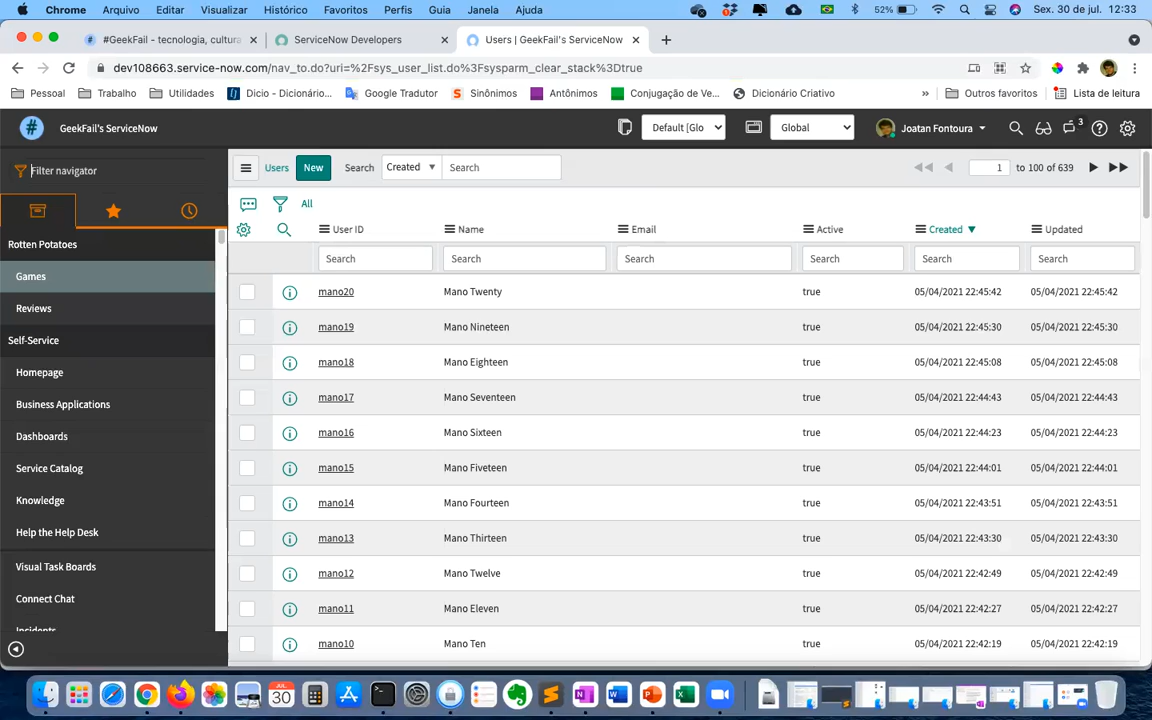 Chrome Arquivo Editar Visualizar Histórico Favoritos Perfis Guia Janela Ajuda 52% Sex. 30 de jul. 12:33
#GeekFail - tecnologia, cultura ServiceNow Developers Users | GeekFail's ServiceNow
dev108663.service-now.com/nav_to.do?uri=%2Fsys_user_list.do%3Fsysparm_clear_stack%3Dtrue
Pessoal Trabalho Utilidades Dicio - Dicionário... Google Tradutor Sinônimos Antônimos Conjugação de Ve... Dicionário Criativo » Outros favoritos Lista de leitura
# GeekFail's ServiceNow Default [Glo Global Joatan Fontoura 3
Filter navigator
Users New Search Created Search 1 to 100 of 639
All
Rotten Potatoes
Games
Reviews
Self-Service
Homepage
Business Applications
Dashboards
Service Catalog
Knowledge
Help the Help Desk
Visual Task Boards
Connect Chat
Incidents
User ID Name Email Active Created Updated
Search Search Search Search Search Search
mano20 Mano Twenty true 05/04/2021 22:45:42 05/04/2021 22:45:42
mano19 Mano Nineteen true 05/04/2021 22:45:30 05/04/2021 22:45:30
mano18 Mano Eighteen true 05/04/2021 22:45:08 05/04/2021 22:45:08
mano17 Mano Seventeen true 05/04/2021 22:44:43 05/04/2021 22:44:43
mano16 Mano Sixteen true 05/04/2021 22:44:23 05/04/2021 22:44:23
mano15 Mano Fiveteen true 05/04/2021 22:44:01 05/04/2021 22:44:01
mano14 Mano Fourteen true 05/04/2021 22:43:51 05/04/2021 22:43:51
mano13 Mano Thirteen true 05/04/2021 22:43:30 05/04/2021 22:43:30
mano12 Mano Twelve true 05/04/2021 22:42:49 05/04/2021 22:42:49
mano11 Mano Eleven true 05/04/2021 22:42:27 05/04/2021 22:42:27
mano10 Mano Ten true 05/04/2021 22:42:19 05/04/2021 22:42:19
JUL 30